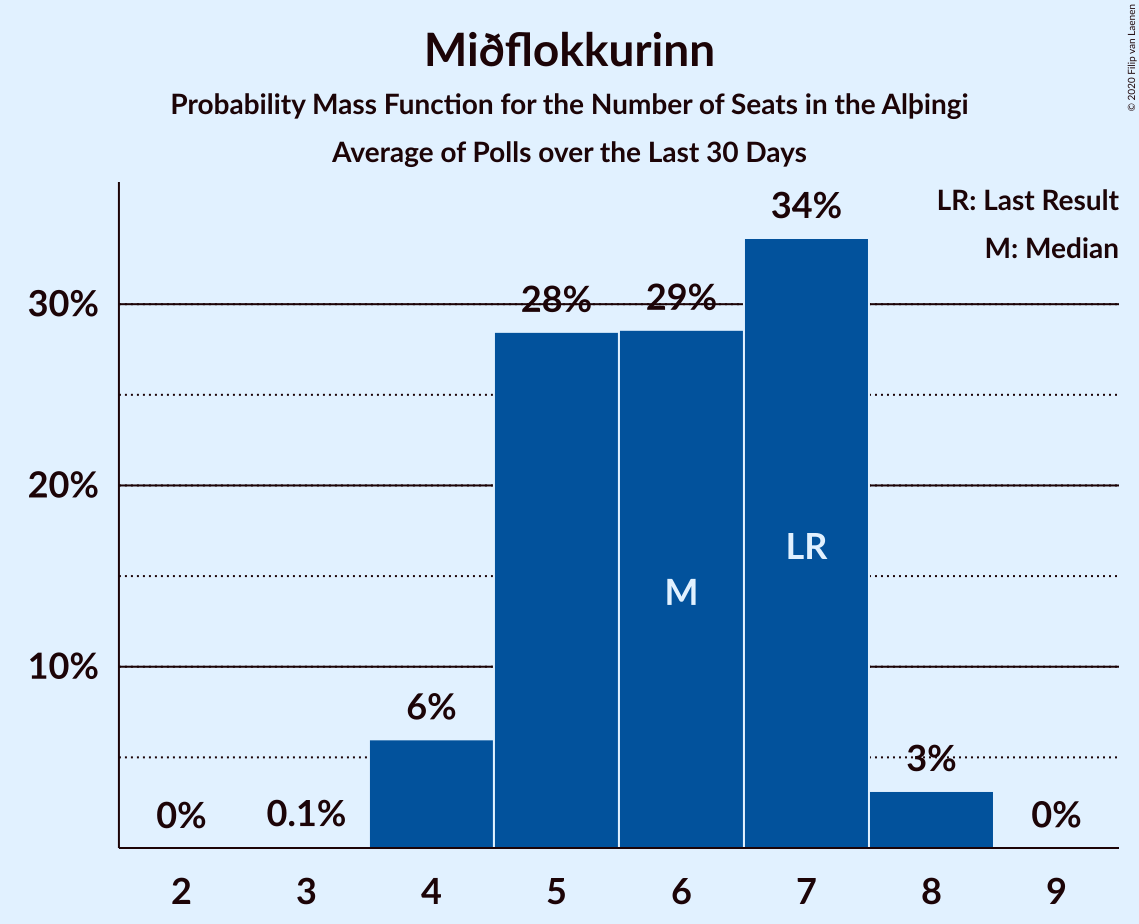 Miðflokkurinn
Probability Mass Function for the Number of Seats in the Alþingi
Average of Polls over the Last 30 Days
© 2020 Filip van Laenen
LR: Last Result
M: Median
34%
30%
28%
29%
20%
LR
M
10%
6%
3%
0%
0.1%
0%
2 3 4 5 6 7 8 9